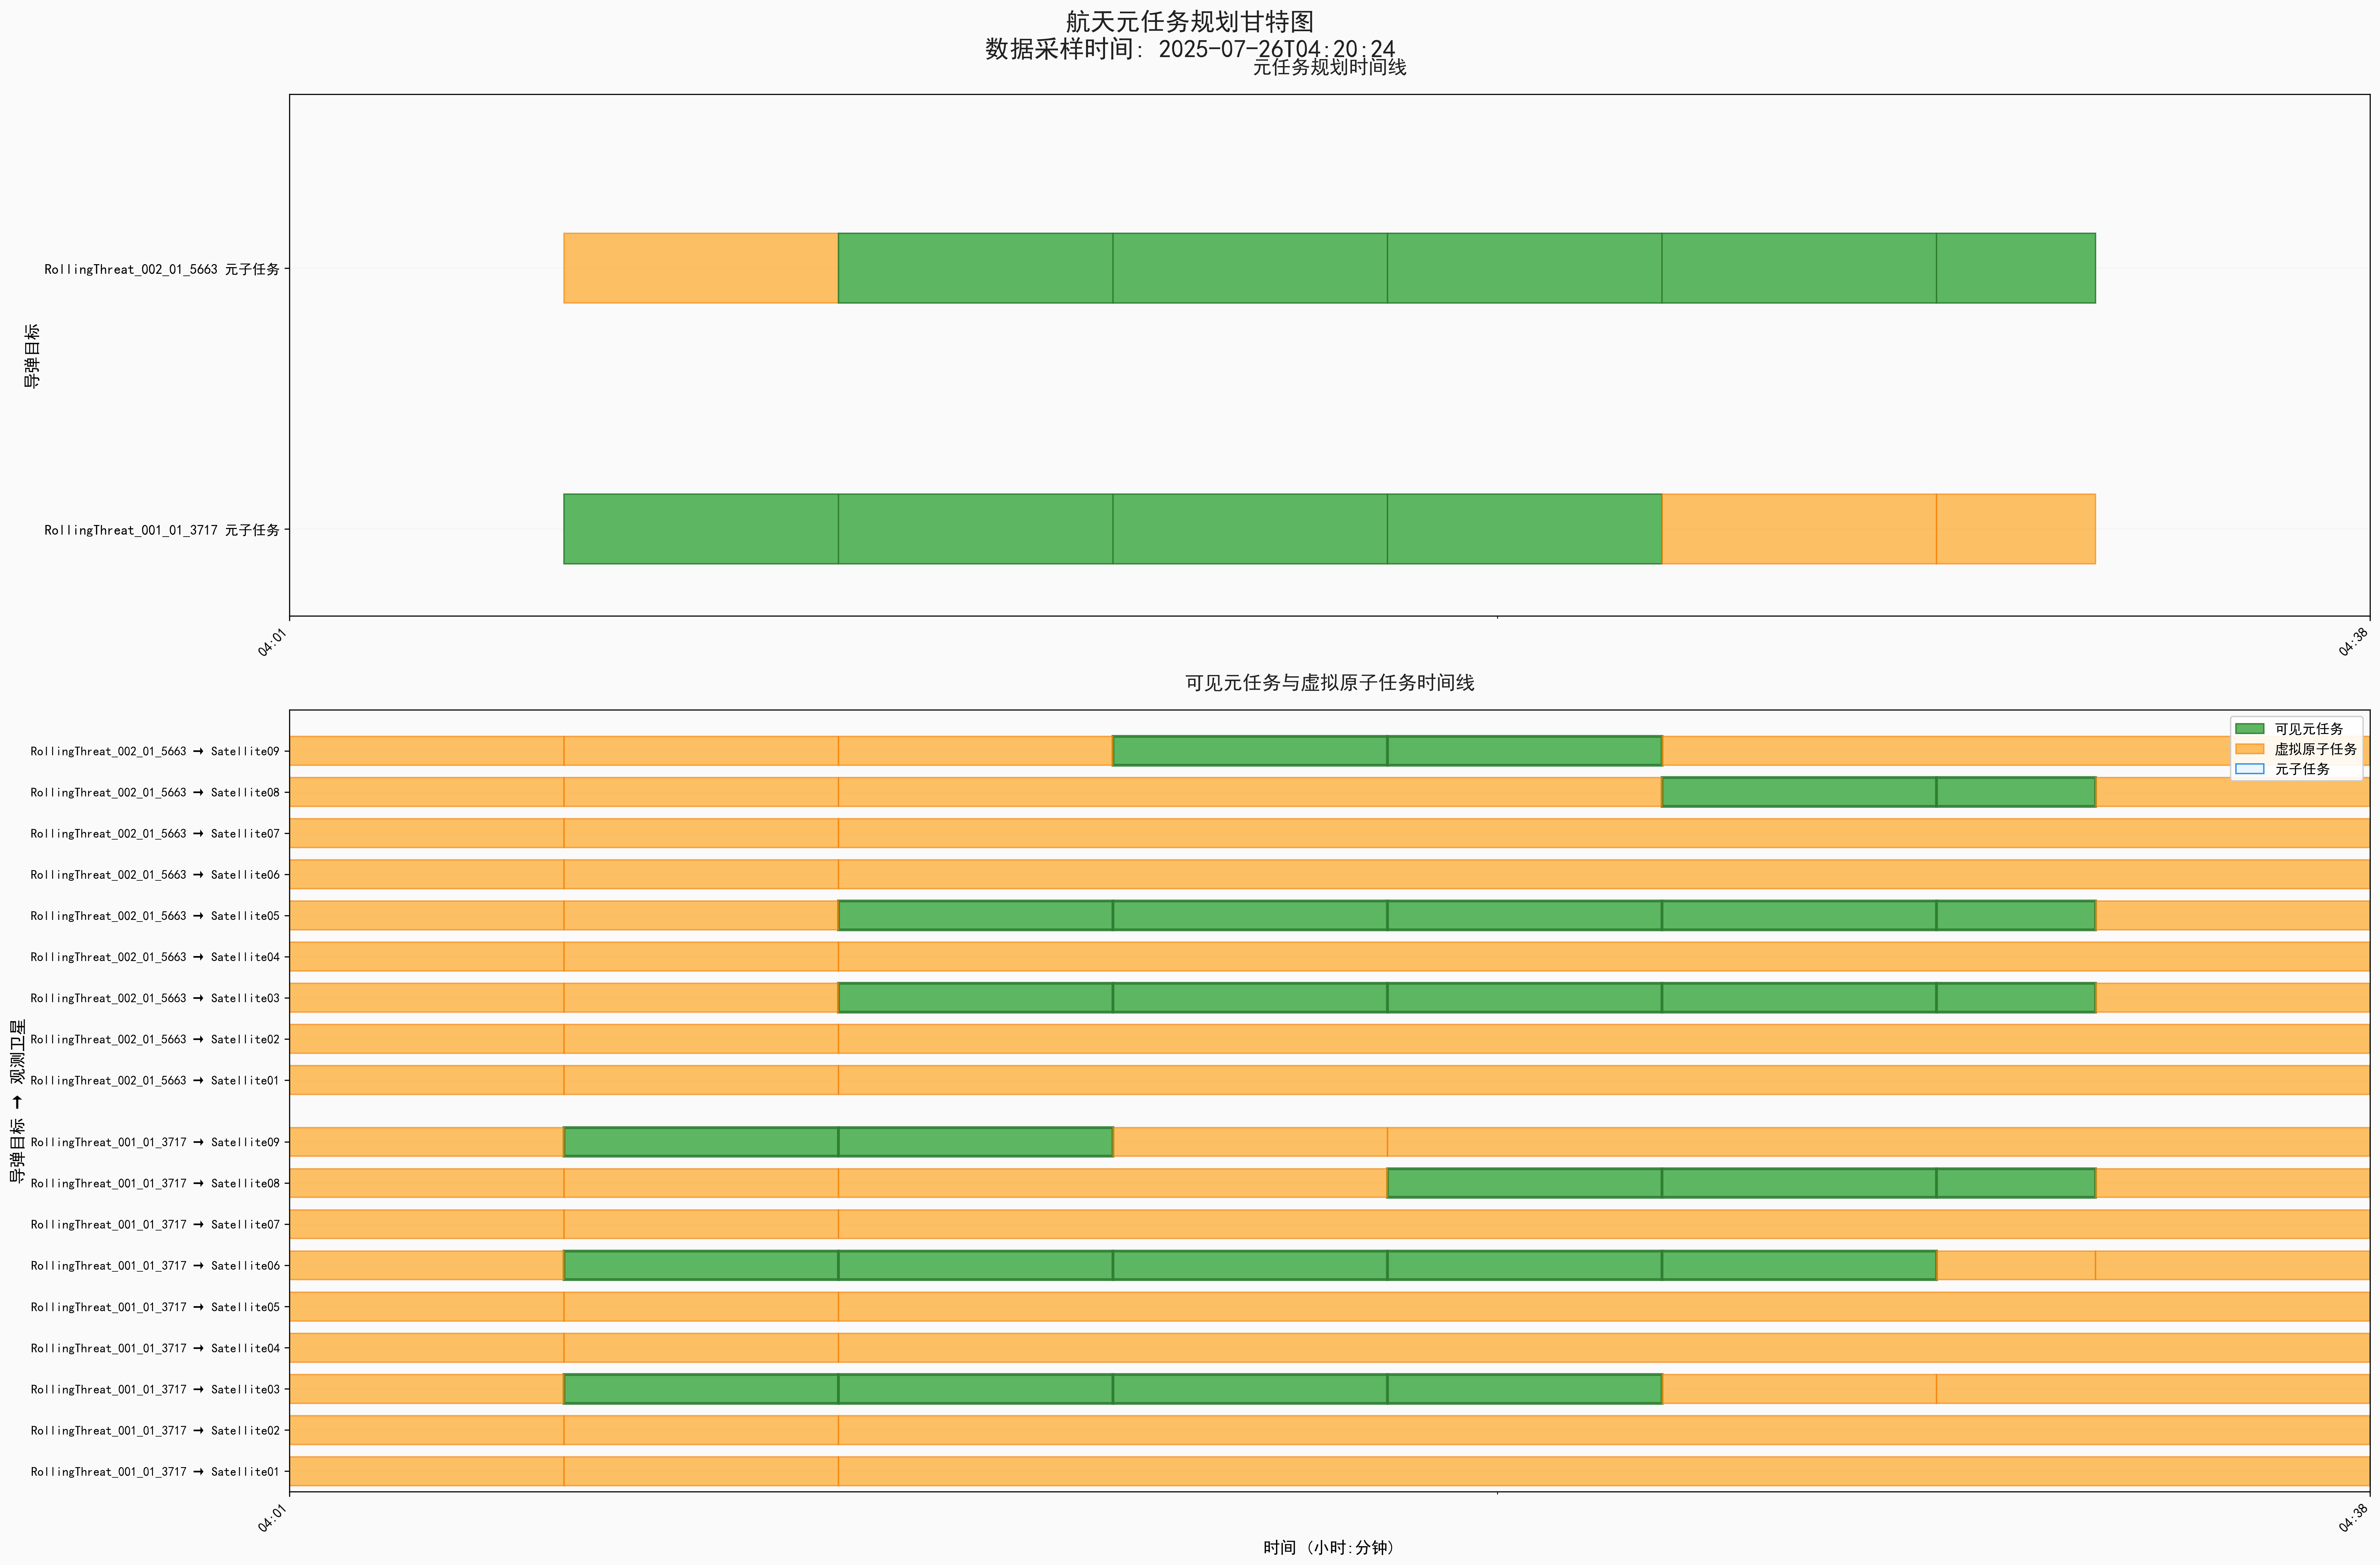 航天元任务规划甘特图
数据采样时间: 2025-07-26T04:20:24
元任务规划时间线
导弹目标
RollingThreat_002_01_5663 元子任务
RollingThreat_001_01_3717 元子任务
04:01
04:38
可见元任务与虚拟原子任务时间线
可见元任务
虚拟原子任务
元子任务
导弹目标 → 观测卫星
RollingThreat_002_01_5663 → Satellite09
RollingThreat_002_01_5663 → Satellite08
RollingThreat_002_01_5663 → Satellite07
RollingThreat_002_01_5663 → Satellite06
RollingThreat_002_01_5663 → Satellite05
RollingThreat_002_01_5663 → Satellite04
RollingThreat_002_01_5663 → Satellite03
RollingThreat_002_01_5663 → Satellite02
RollingThreat_002_01_5663 → Satellite01
RollingThreat_001_01_3717 → Satellite09
RollingThreat_001_01_3717 → Satellite08
RollingThreat_001_01_3717 → Satellite07
RollingThreat_001_01_3717 → Satellite06
RollingThreat_001_01_3717 → Satellite05
RollingThreat_001_01_3717 → Satellite04
RollingThreat_001_01_3717 → Satellite03
RollingThreat_001_01_3717 → Satellite02
RollingThreat_001_01_3717 → Satellite01
04:01
04:38
时间 (小时:分钟)